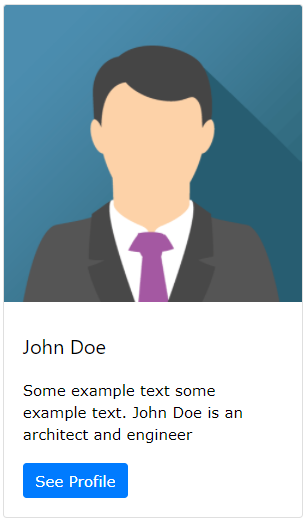 John Doe
Some example text some
example text. John Doe is an
architect and engineer
See Profile